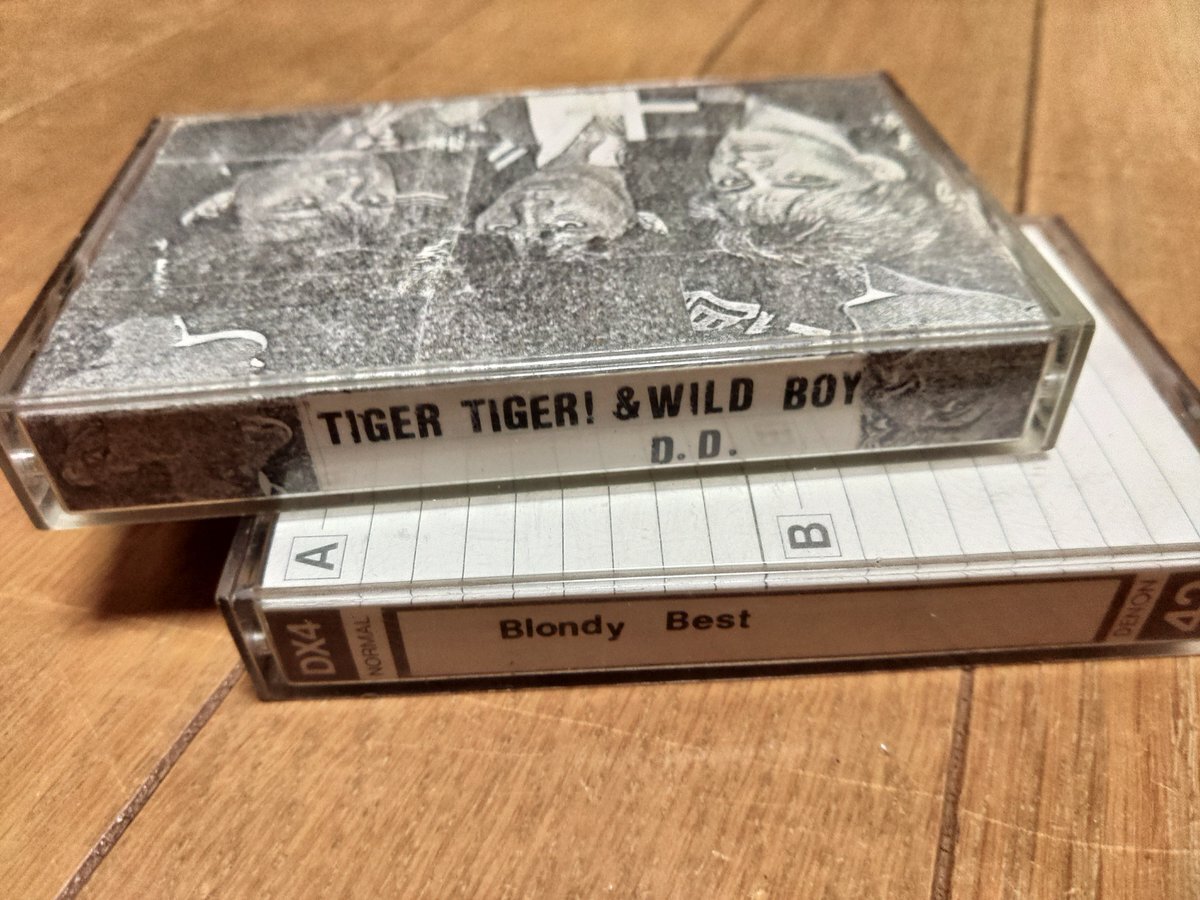 TIGER TIGER! & WILD BOY
D.D.
A
B
DX4
NORMAL
Blondy Best
DENON